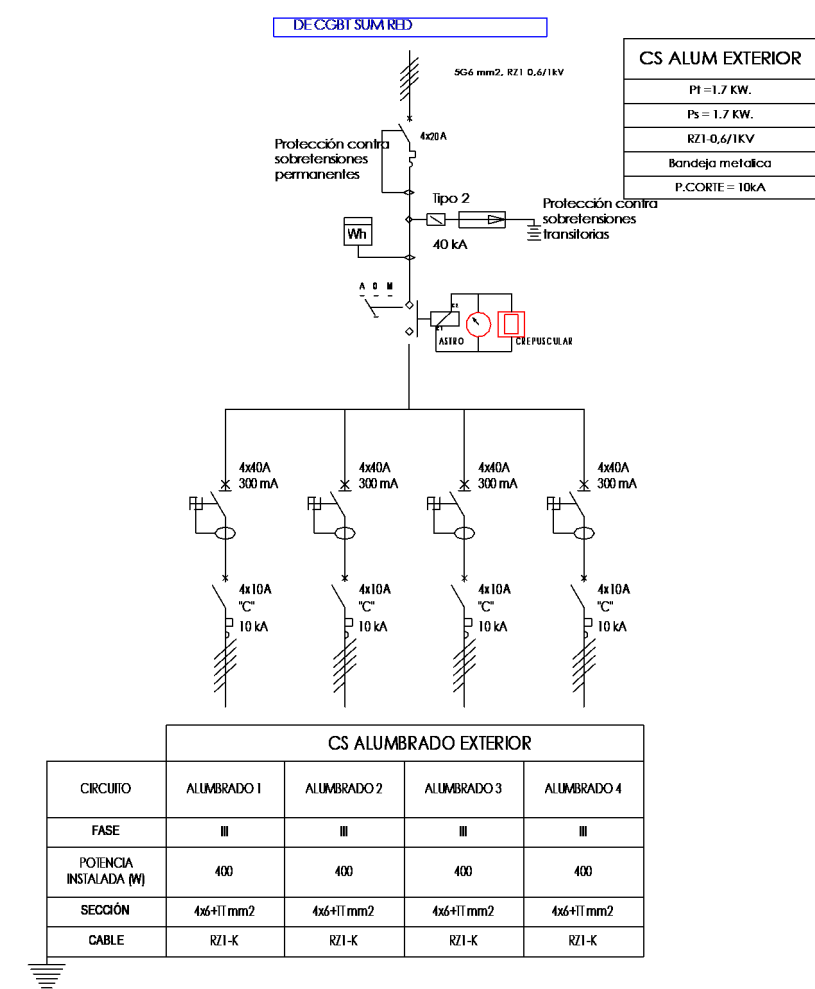 DE CGBT SUM RED
5G6 mm2, RZ1 0,6/1kV
CS ALUM EXTERIOR
Pt =1.7 KW.
Ps = 1.7 KW.
RZ1-0,6/1KV
Bandeja metalica
P.CORTE = 10kA
4x20A
Protección contra
sobretensiones
permanentes
Tipo 2
40 kA
Protección contra
sobretensiones
transitorias
Wh
A 0 M
ASTRO
CREPUSCULAR
4x40A 4x40A 4x40A 4x40A
300 mA 300 mA 300 mA 300 mA
4x10A 4x10A 4x10A 4x10A
"C" "C" "C" "C"
10 kA 10 kA 10 kA 10 kA
CS ALUMBRADO EXTERIOR
CIRCUITO ALUMBRADO 1 ALUMBRADO 2 ALUMBRADO 3 ALUMBRADO 4
FASE III III III III
POTENCIA
INSTALADA (W) 400 400 400 400
SECCIÓN 4x6+TT mm2 4x6+TT mm2 4x6+TT mm2 4x6+TT mm2
CABLE RZ1-K RZ1-K RZ1-K RZ1-K